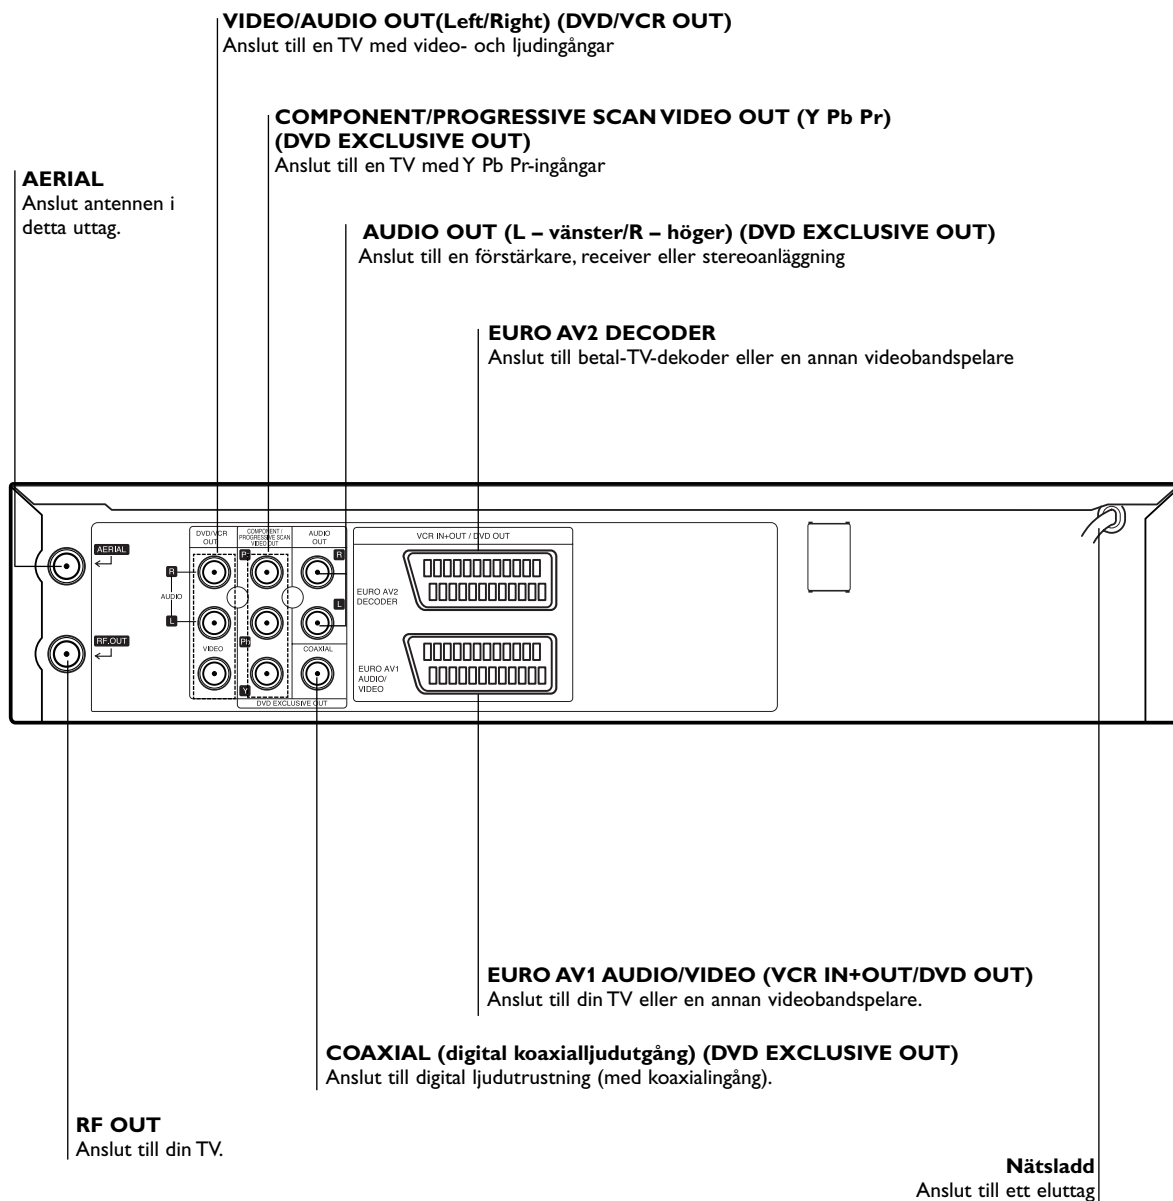 VIDEO/AUDIO OUT(Left/Right) (DVD/VCR OUT)
Anslut till en TV med video- och ljudingångar
COMPONENT/PROGRESSIVE SCAN VIDEO OUT (Y Pb Pr)
(DVD EXCLUSIVE OUT)
Anslut till en TV med Y Pb Pr-ingångar
AERIAL
Anslut antennen i
detta uttag.
AUDIO OUT (L – vänster/R – höger) (DVD EXCLUSIVE OUT)
Anslut till en förstärkare, receiver eller stereoanläggning
EURO AV2 DECODER
Anslut till betal-TV-dekoder eller en annan videobandspelare
DVD/VCR
OUT
COMPONENT /
PROGRESSIVE SCAN
VIDEO OUT
AUDIO
OUT
VCR IN+OUT / DVD OUT
AERIAL
Pr
R
R
AUDIO
L
L
EURO AV2
DECODER
RF.OUT
VIDEO
Pb
COAXIAL
EURO AV1
AUDIO/
VIDEO
Y
DVD EXCLUSIVE OUT
EURO AV1 AUDIO/VIDEO (VCR IN+OUT/DVD OUT)
Anslut till din TV eller en annan videobandspelare.
COAXIAL (digital koaxialljudutgång) (DVD EXCLUSIVE OUT)
Anslut till digital ljudutrustning (med koaxialingång).
RF OUT
Anslut till din TV.
Nätsladd
Anslut till ett eluttag